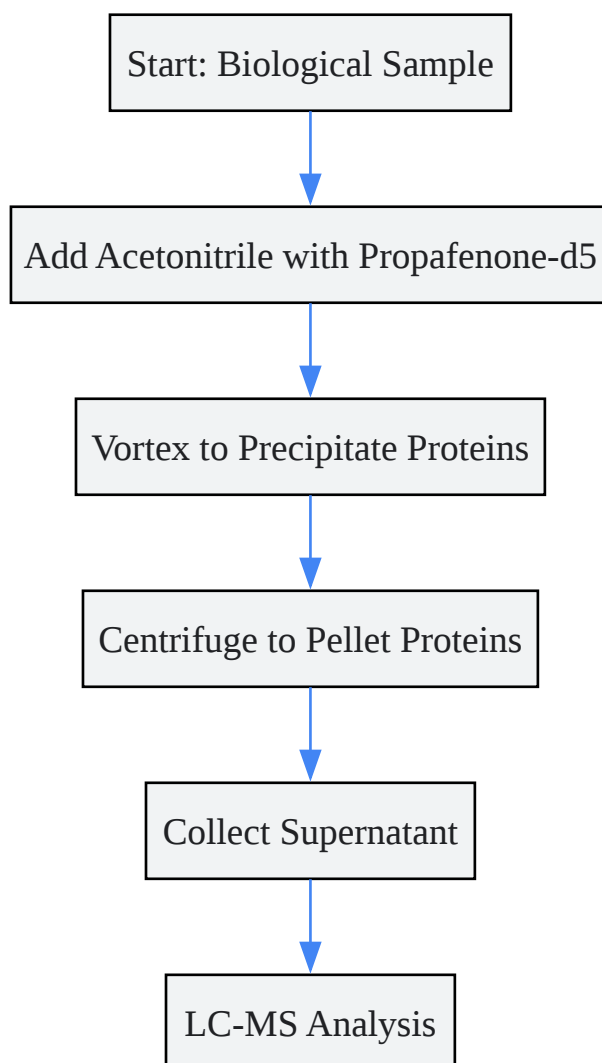 Start: Biological Sample
Add Acetonitrile with Propafenone-d5
Vortex to Precipitate Proteins
Centrifuge to Pellet Proteins
Collect Supernatant
LC-MS Analysis